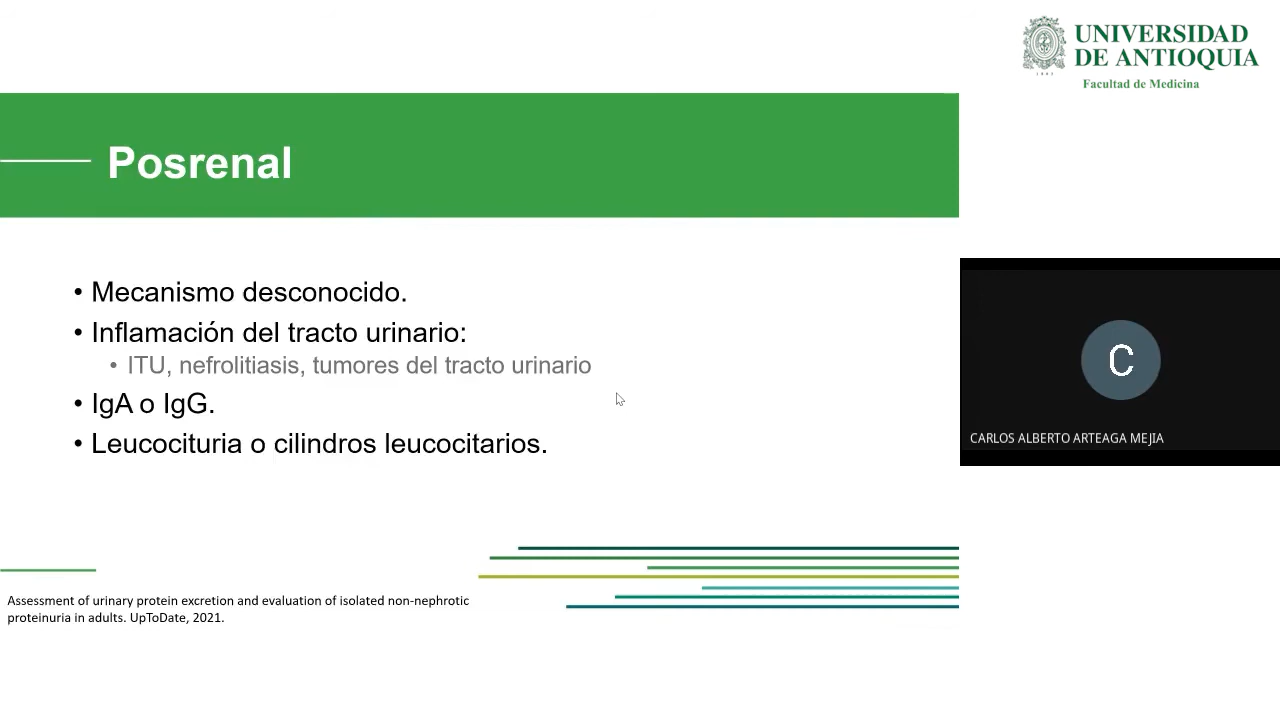 UNIVERSIDAD
DE ANTIOQUIA
Facultad de Medicina
Posrenal
• Mecanismo desconocido.
• Inflamación del tracto urinario:
• ITU, nefrolitiasis, tumores del tracto urinario
• IgA o IgG.
• Leucocituria o cilindros leucocitarios.
C
CARLOS ALBERTO ARTEAGA MEJIA
Assessment of urinary protein excretion and evaluation of isolated non-nephrotic
proteinuria in adults. UpToDate, 2021.